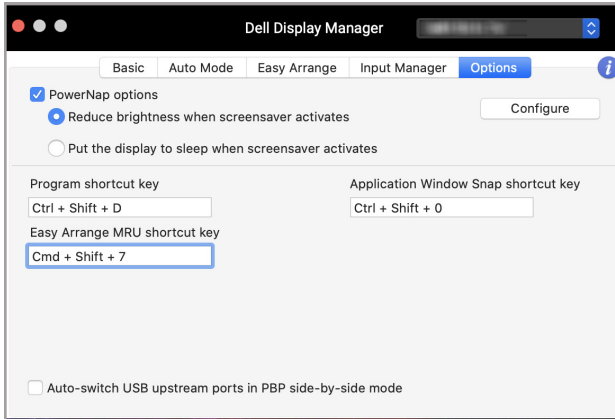 Dell Display Manager
Basic Auto Mode Easy Arrange Input Manager Options i
PowerNap options
Configure
Reduce brightness when screensaver activates
Put the display to sleep when screensaver activates
Program shortcut key Application Window Snap shortcut key
Ctrl + Shift + D Ctrl + Shift + 0
Easy Arrange MRU shortcut key
Cmd + Shift + 7
Auto-switch USB upstream ports in PBP side-by-side mode